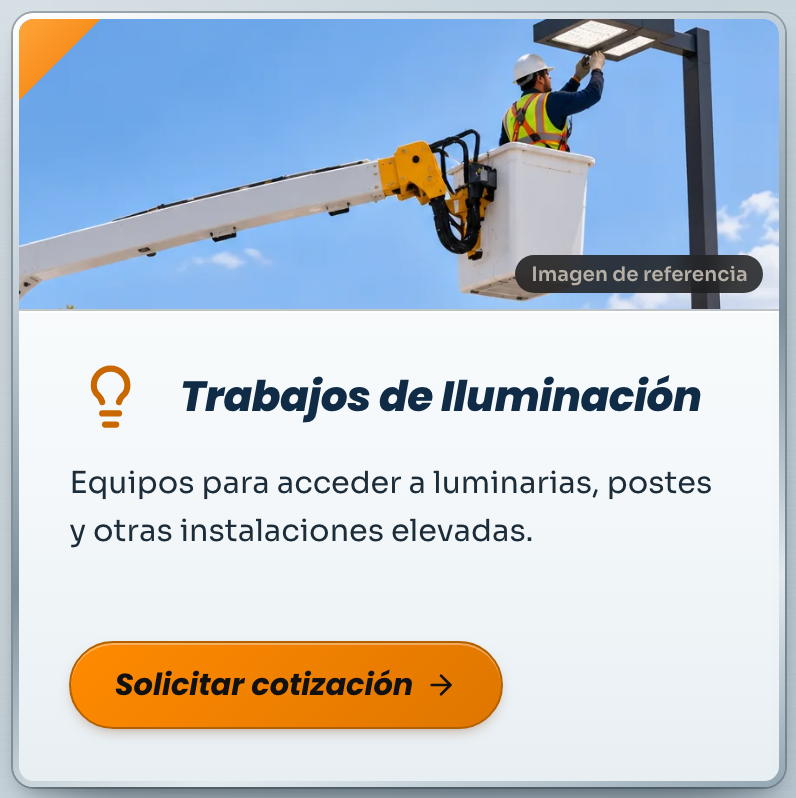 Imagen de referencia
Trabajos de Iluminación
Equipos para acceder a luminarias, postes
y otras instalaciones elevadas.
Solicitar cotización →